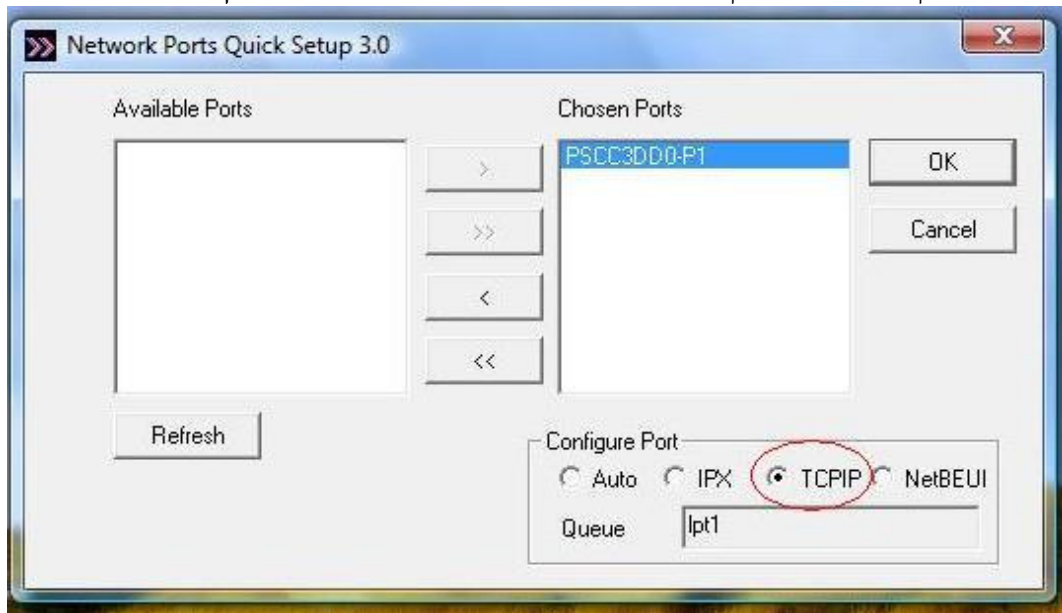 Network Ports Quick Setup 3.0
Available Ports
Chosen Ports
PSCC3DD0-P1
>
>>
<
<<
OK
Cancel
Refresh
Configure Port
Auto IPX TCPIP NetBEUI
Queue lpt1